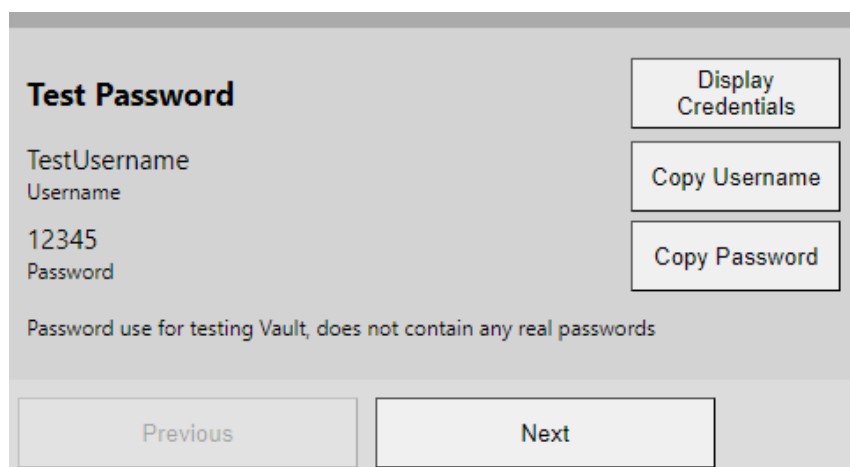 Test Password
Display
Credentials
TestUsername
Username
Copy Username
12345
Password
Copy Password
Password use for testing Vault, does not contain any real passwords
Previous
Next